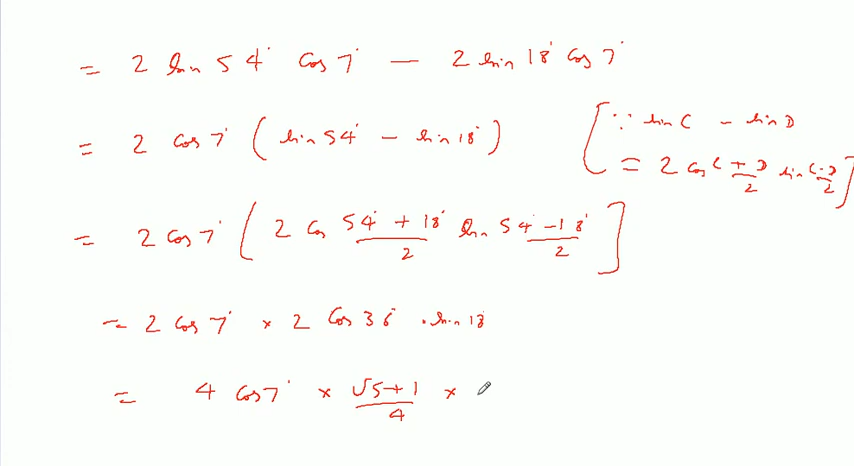 = 2 sin 54° cos 7° − 2 sin 18° cos 7°
= 2 cos 7° ( sin 54° − sin 18° )
[ ∵ sin C − sin D
= 2 cos C + D / 2 sin C - D / 2 ]
= 2 cos 7° [ 2 cos 54° + 18° / 2 sin 54° − 18° / 2 ]
= 2 cos 7° × 2 cos 36° . sin 18°
= 4 cos 7° × √5 + 1 / 4 ×